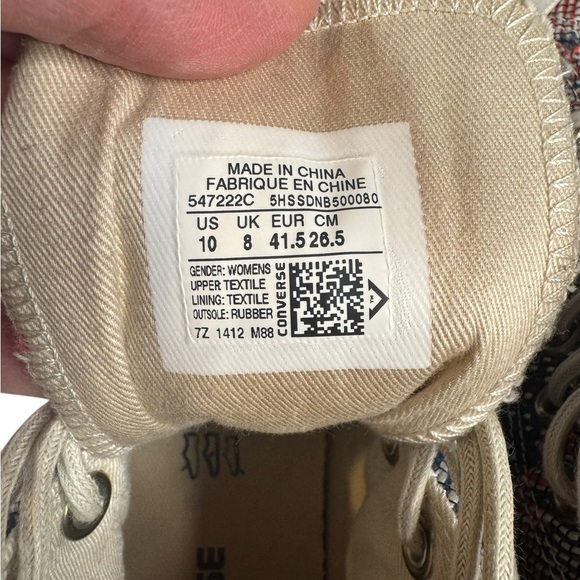 MADE IN CHINA
FABRIQUE EN CHINE
547222C 5HSSDNB500080
US UK EUR CM
10 8 41.5 26.5
GENDER: WOMENS
UPPER: TEXTILE
LINING: TEXTILE
OUTSOLE: RUBBER
7Z 1412 M88
CONVERSE
TM